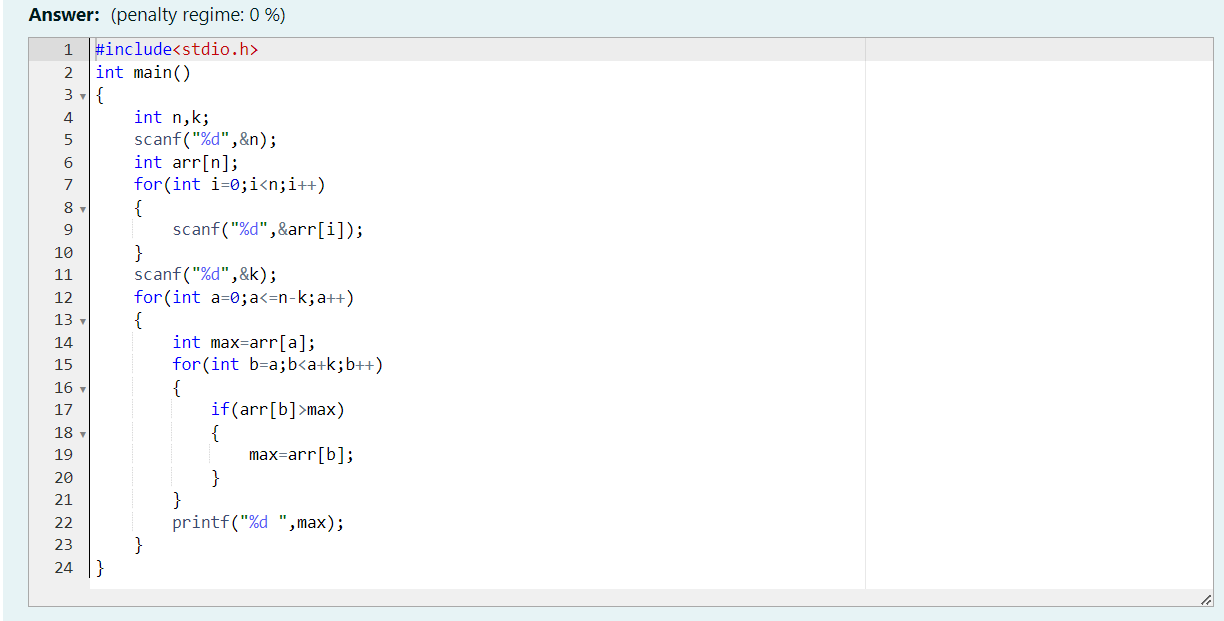 Answer: (penalty regime: 0 %)
1 #include<stdio.h>
2 int main()
3 {
4     int n,k;
5     scanf("%d",&n);
6     int arr[n];
7     for(int i=0;i<n;i++)
8     {
9         scanf("%d",&arr[i]);
10     }
11     scanf("%d",&k);
12     for(int a=0;a<=n-k;a++)
13     {
14         int max=arr[a];
15         for(int b=a;b<a+k;b++)
16         {
17             if(arr[b]>max)
18             {
19                 max=arr[b];
20             }
21         }
22         printf("%d ",max);
23     }
24 }